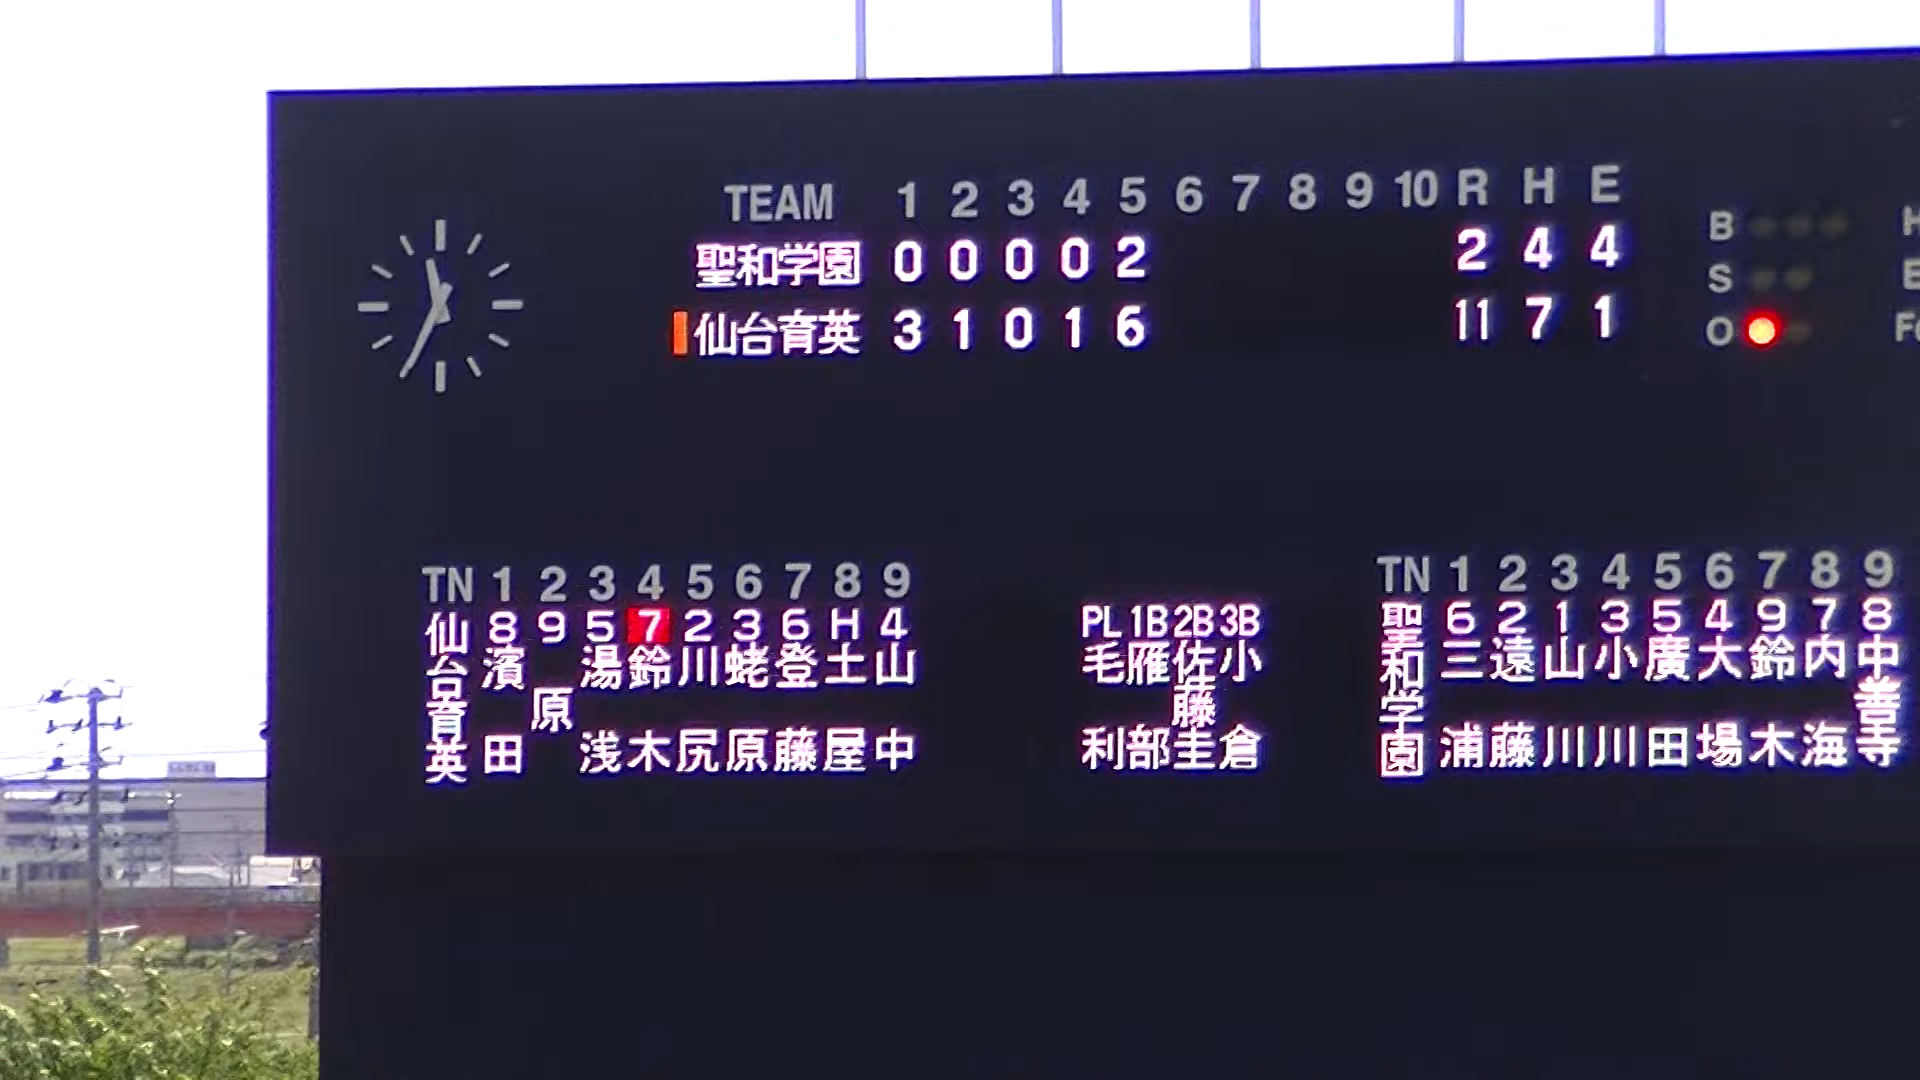 TEAM 1 2 3 4 5 6 7 8 9 10 R H E
聖和学園 0 0 0 0 2 2 4 4
仙台育英 3 1 0 1 6 11 7 1
B
S
O
TN 1 2 3 4 5 6 7 8 9
仙台育英
8 濱田
9 原
5 湯浅
7 鈴木
2 川尻
3 蛯原
6 登藤
H 土屋
4 山中
PL 毛利
1B 雁部
2B 佐藤圭
3B 小倉
TN 1 2 3 4 5 6 7 8 9
聖和学園
6 三浦
2 遠藤
1 山川
3 小川
5 廣田
4 大場
9 鈴木
7 内海
8 中善寺